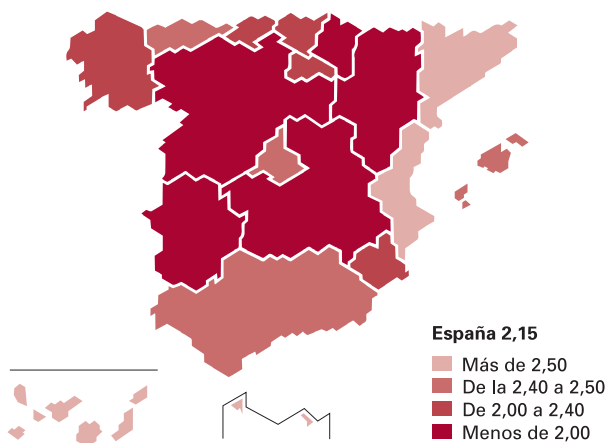 España 2,15
Más de 2,50
De la 2,40 a 2,50
De 2,00 a 2,40
Menos de 2,00